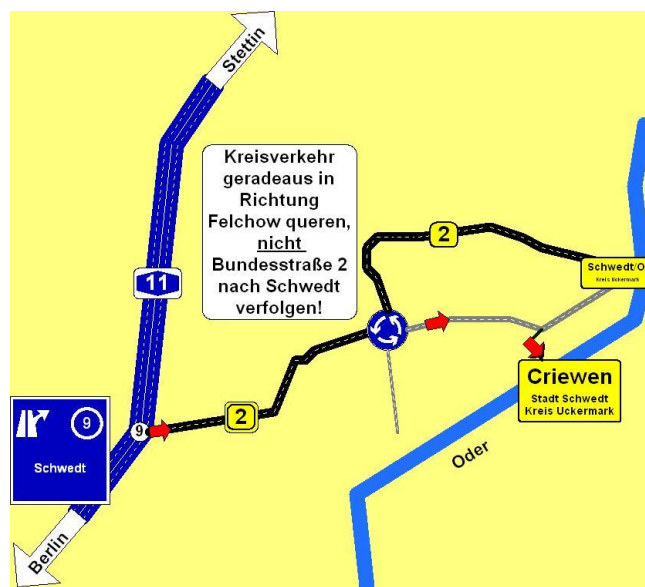 Stettin
Kreisverkehr
geradeaus in
Richtung
Felchow queren,
nicht
Bundesstraße 2
nach Schwedt
verfolgen!
2
Schwedt/O
Kreis Uckermark
11
Criewen
Stadt Schwedt
Kreis Uckermark
2
9
9
Schwedt
Oder
Berlin